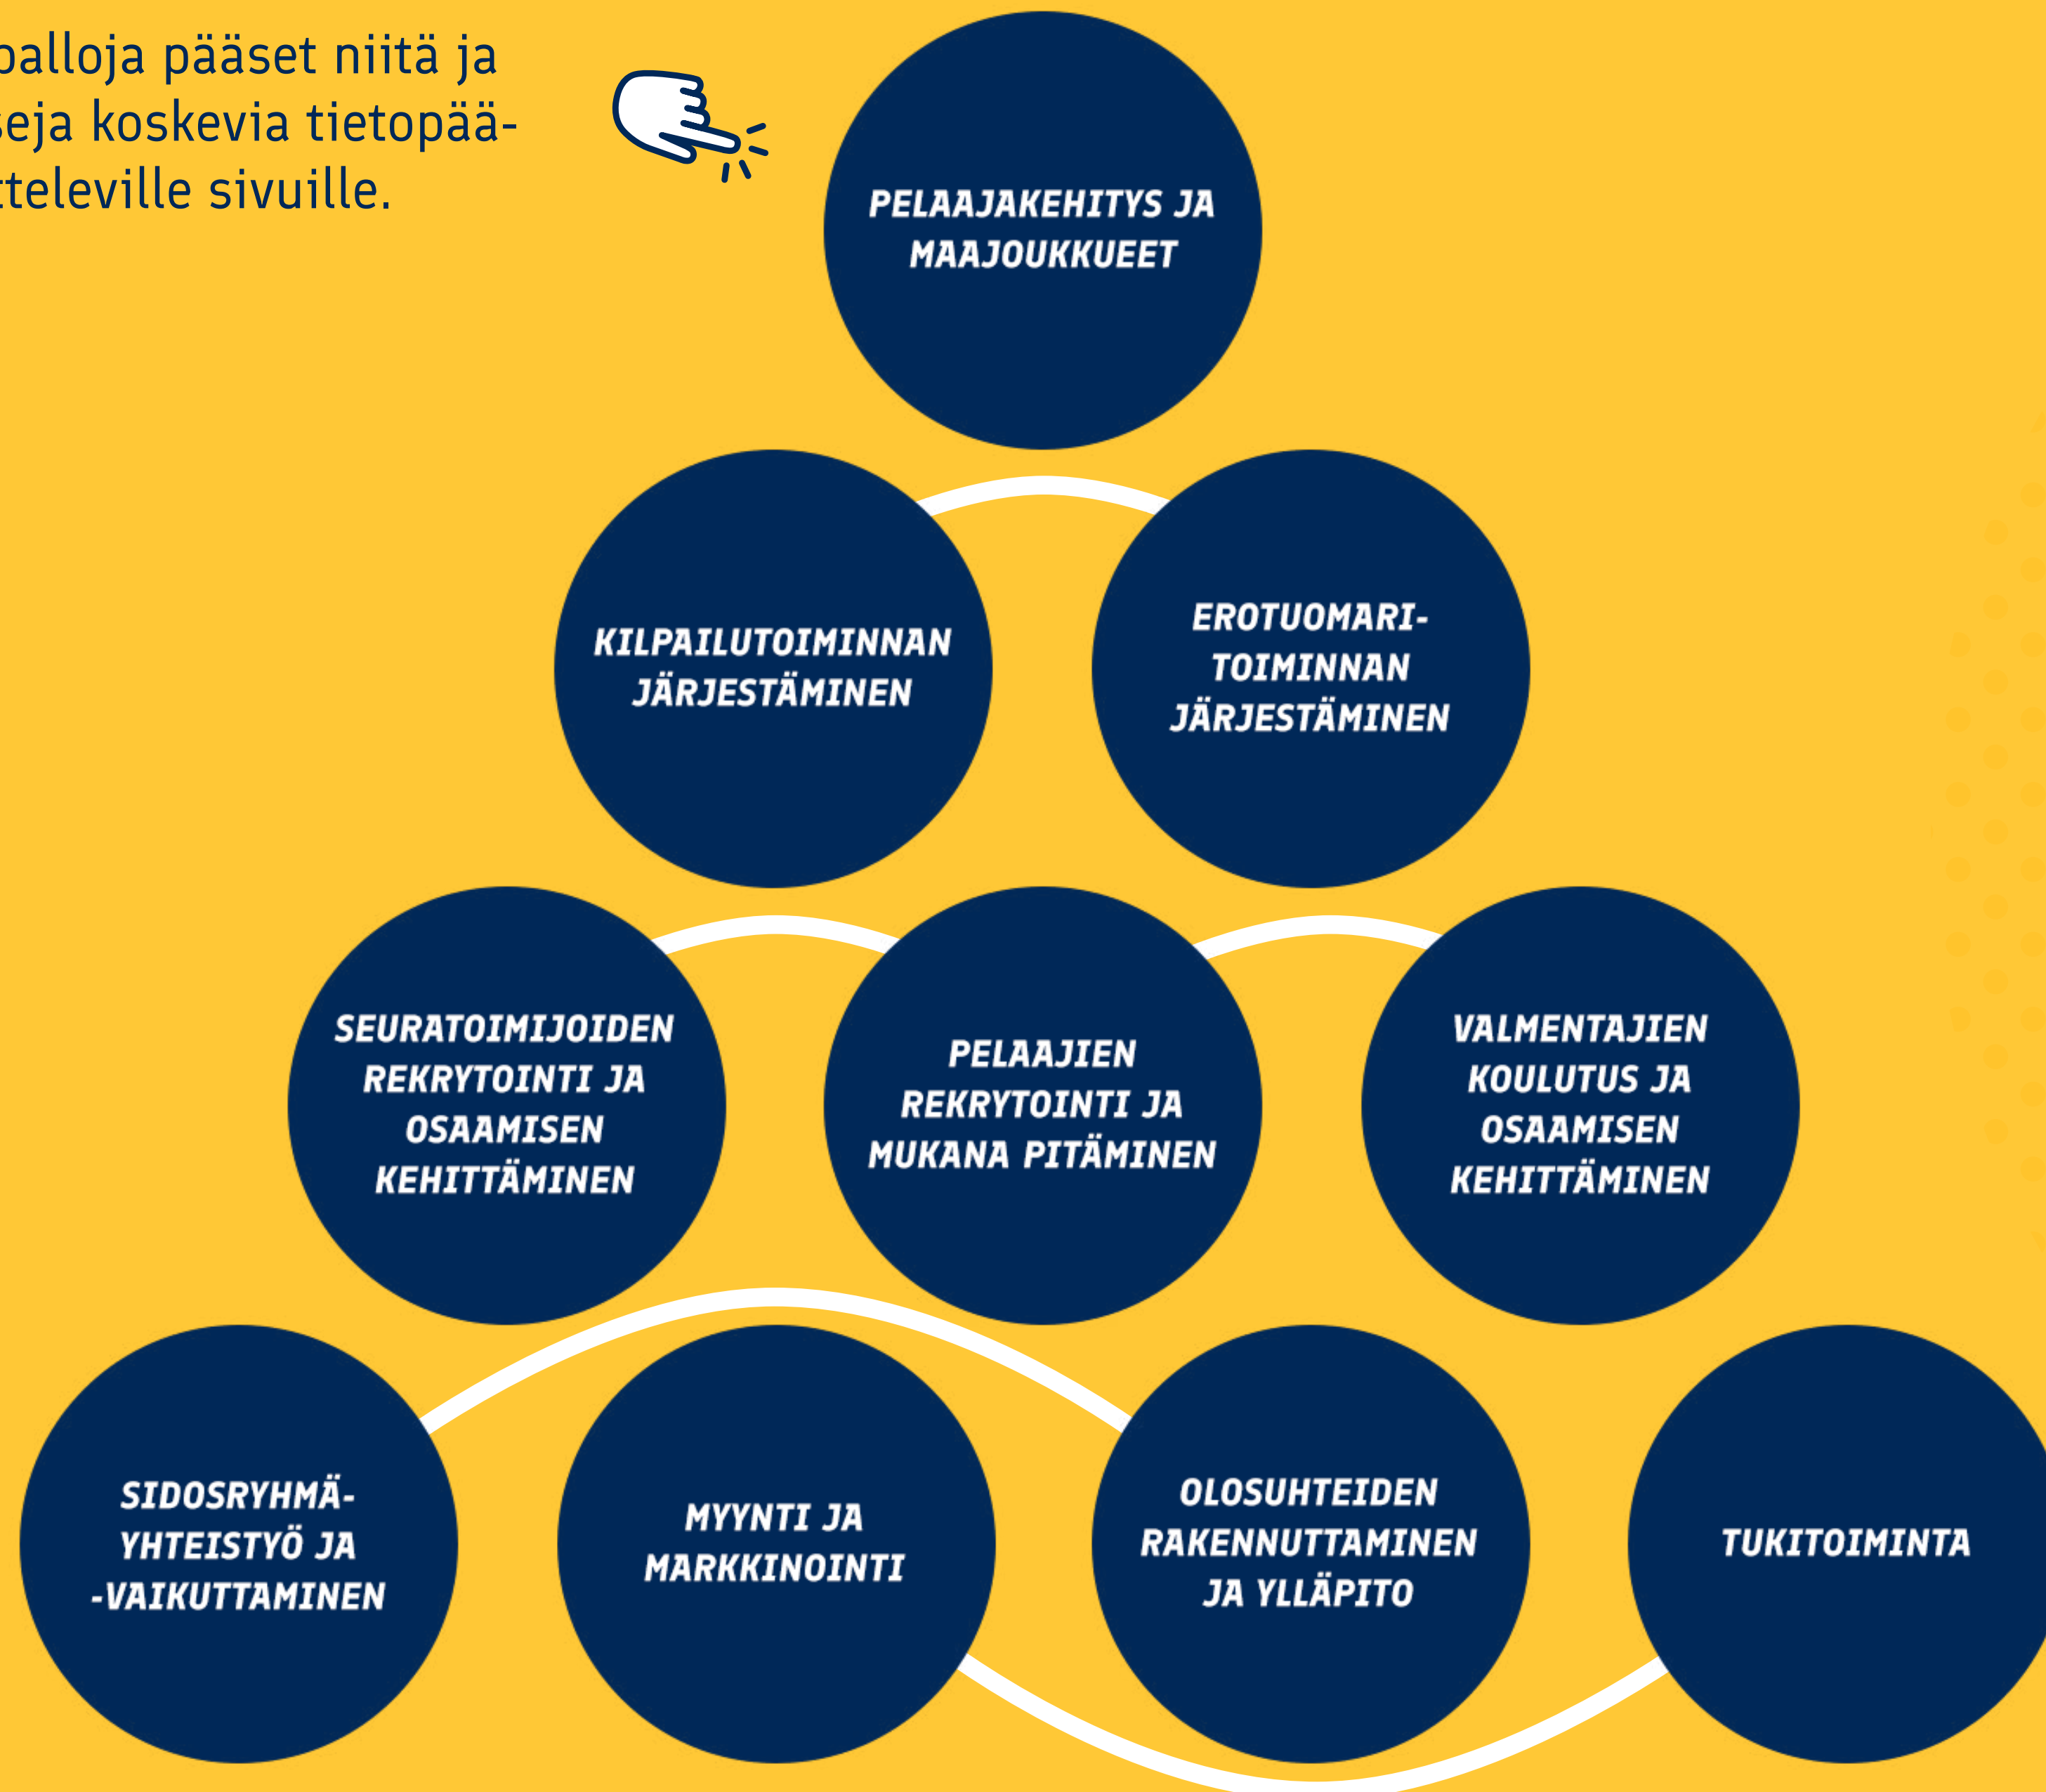 palloja pääset niitä ja
seja koskevia tietopää-
tteleville sivuille.
PELAAJAKEHITYS JA
MAAJOUKKUEET
KILPAILUTOIMINNAN
JÄRJESTÄMINEN
EROTUOMARI-
TOIMINNAN
JÄRJESTÄMINEN
SEURATOIMIJOIDEN
REKRYTOINTI JA
OSAAMISEN
KEHITTÄMINEN
PELAAJIEN
REKRYTOINTI JA
MUKANA PITÄMINEN
VALMENTAJIEN
KOULUTUS JA
OSAAMISEN
KEHITTÄMINEN
SIDOSRYHMÄ-
YHTEISTYÖ JA
-VAIKUTTAMINEN
MYYNTI JA
MARKKINOINTI
OLOSUHTEIDEN
RAKENNUTTAMINEN
JA YLLÄPITO
TUKITOIMINTA